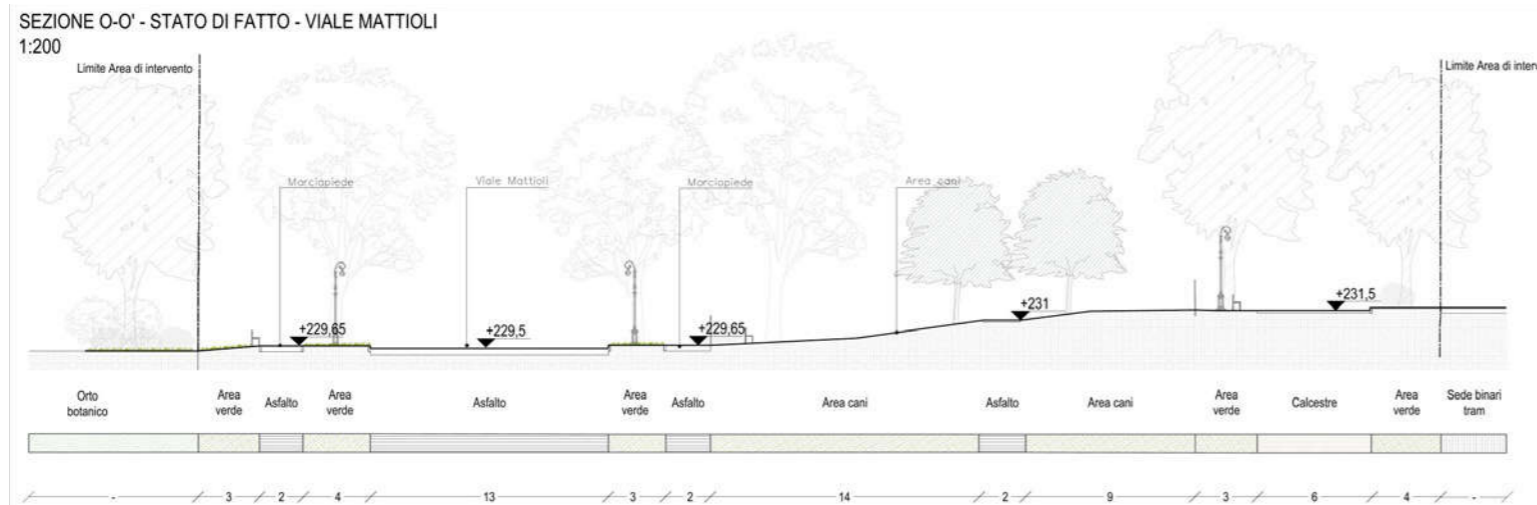 SEZIONE O-O' - STATO DI FATTO - VIALE MATTIOLI
1:200
Limite Area di intervento
Limite Area di interv
Marciapiede
Viale Mattioli
Marciapiede
Area cani
+229,65
+229,5
+229,65
+231
+231,5
Orto
botanico
Area
verde
Asfalto
Area
verde
Asfalto
Area
verde
Asfalto
Area cani
Asfalto
Area cani
Area
verde
Calcestre
Area
verde
Sede binari
tram
- 3 2 4 13 3 2 14 2 9 3 6 4 -